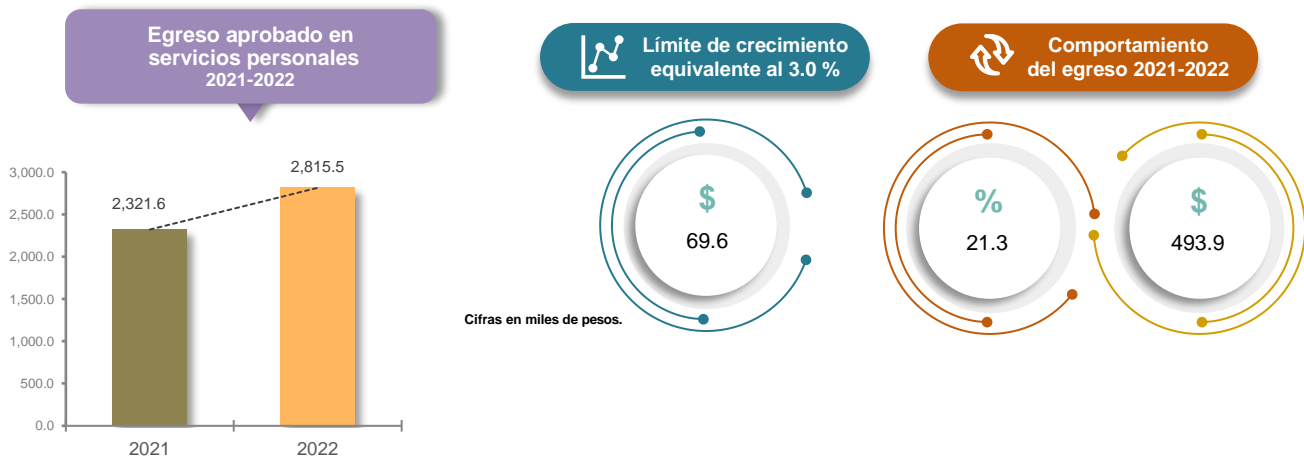 Egreso aprobado en
servicios personales
2021-2022
3,000.0
2,500.0
2,000.0
1,500.0
1,000.0
500.0
0.0
2,321.6
2,815.5
2021
2022
Límite de crecimiento
equivalente al 3.0 %
$
69.6
Cifras en miles de pesos.
Comportamiento
del egreso 2021-2022
%
21.3
$
493.9